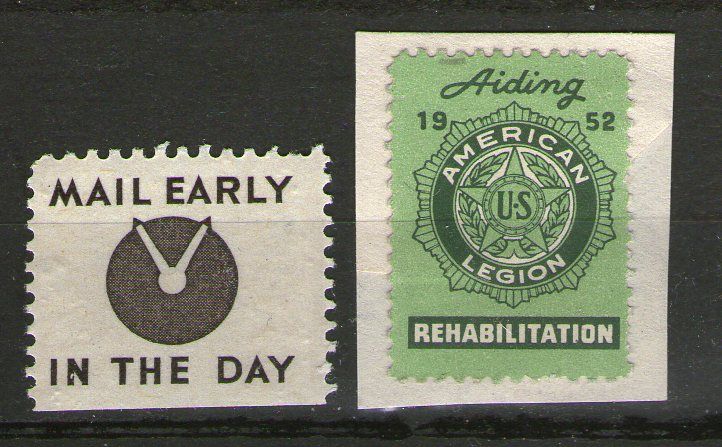 MAIL EARLY
IN THE DAY
Aiding
19 52
AMERICAN
U·S
LEGION
REHABILITATION